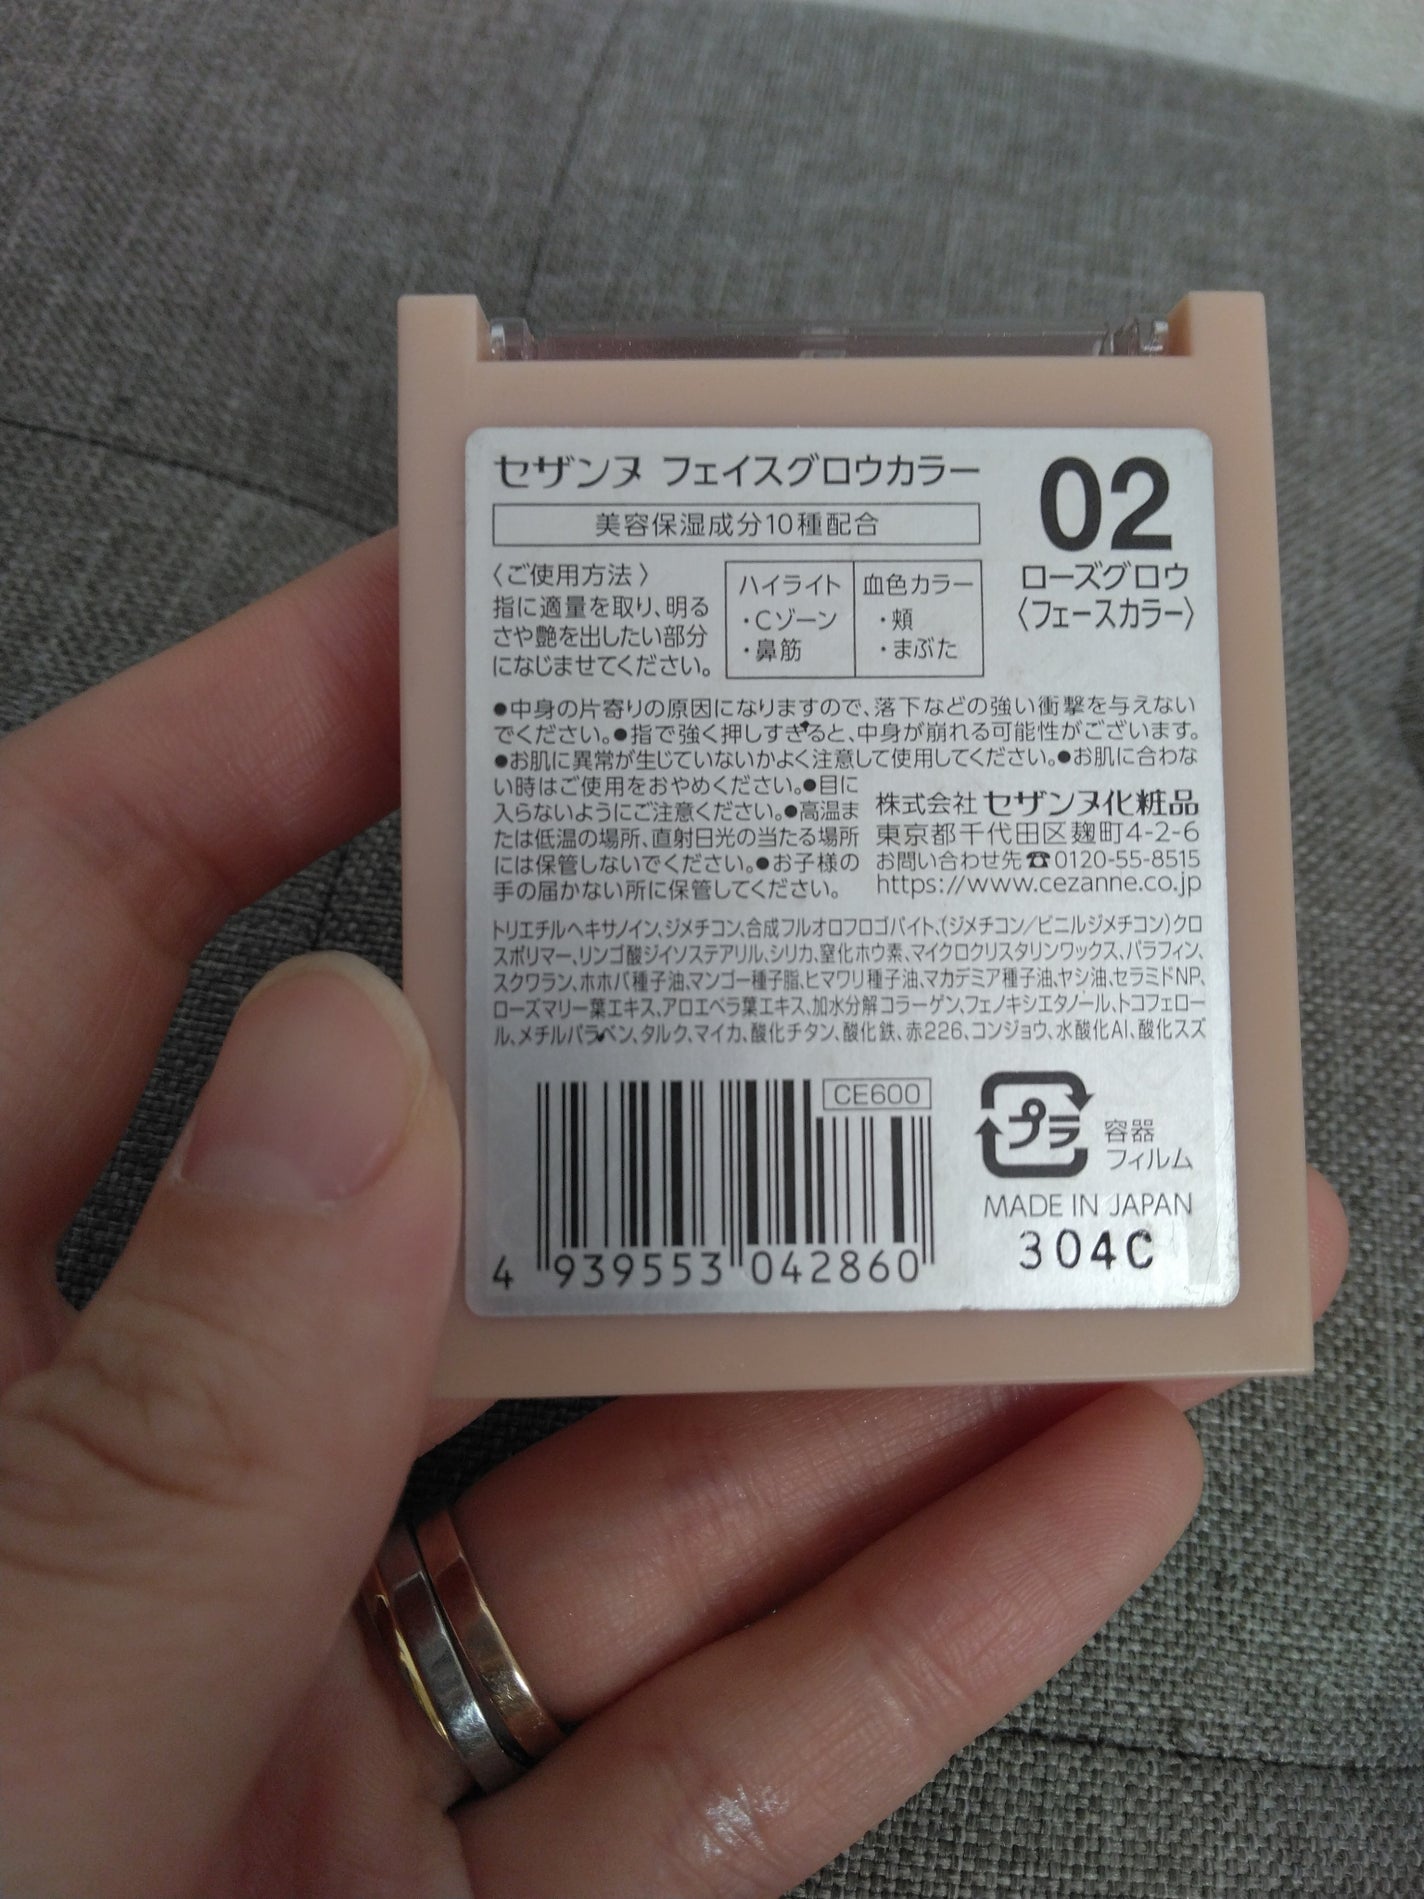 セザンヌ フェイスグロウカラー
美容保湿成分10種配合
02
ローズグロウ
〈フェースカラー〉
〈ご使用方法〉
指に適量を取り、明る
さや艶を出したい部分
になじませてください。
ハイライト
・Cゾーン
・鼻筋
血色カラー
・頬
・まぶた
●中身の片寄りの原因になりますので、落下などの強い衝撃を与えない
でください。●指で強く押しすぎると、中身が崩れる可能性がございます。
●お肌に異常が生じていないかよく注意して使用してください。●お肌に合わな
い時はご使用をおやめください。●目に
入らないようにご注意ください。●高温ま
たは低温の場所、直射日光の当たる場所
には保管しないでください。●お子様の
手の届かない所に保管してください。
株式会社 セザンヌ化粧品
東京都千代田区麹町4-2-6
お問い合わせ先☎0120-55-8515
https://www.cezanne.co.jp
トリエチルヘキサノイン、ジメチコン、合成フルオロフロゴパイト、(ジメチコン/ビニルジメチコン)クロ
スポリマー、リンゴ酸ジイソステアリル、シリカ、窒化ホウ素、マイクロクリスタリンワックス、パラフィン、
スクワラン、ホホバ種子油、マンゴー種子脂、ヒマワリ種子油、マカデミア種子油、ヤシ油、セラミドNP、
ローズマリー葉エキス、アロエベラ葉エキス、加水分解コラーゲン、フェノキシエタノール、トコフェロー
ル、メチルパラベン、タルク、マイカ、酸化チタン、酸化鉄、赤226、コンジョウ、水酸化Al、酸化スズ
CE600
4 939553 042860
プラ
容器
フィルム
MADE IN JAPAN
304C